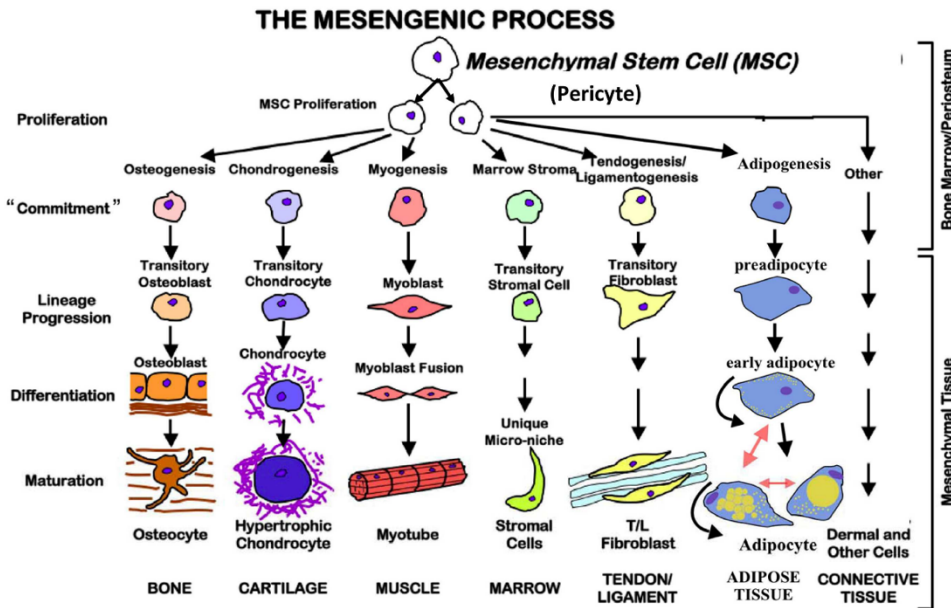 THE MESENGENIC PROCESS
Mesenchymal Stem Cell (MSC)
(Pericyte)
MSC Proliferation
Proliferation
Bone Marrow/Periosteum
Osteogenesis
Chondrogenesis
Myogenesis
Marrow Stroma
Tendogenesis/
Ligamentogenesis
Adipogenesis
Other
“Commitment”
Transitory
Osteoblast
Transitory
Chondrocyte
Myoblast
Transitory
Stromal Cell
Transitory
Fibroblast
preadipocyte
Lineage
Progression
Osteoblast
Chondrocyte
Myoblast Fusion
early adipocyte
Differentiation
Mesenchymal Tissue
Unique
Micro-niche
Maturation
Osteocyte
Hypertrophic
Chondrocyte
Myotube
Stromal
Cells
T/L
Fibroblast
Adipocyte
Dermal and
Other Cells
BONE
CARTILAGE
MUSCLE
MARROW
TENDON/
LIGAMENT
ADIPOSE
TISSUE
CONNECTIVE
TISSUE